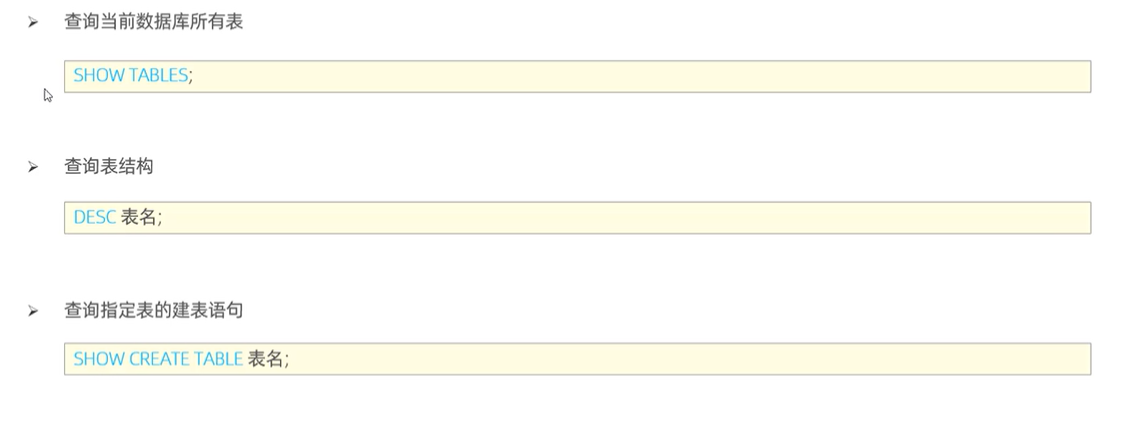 查询当前数据库所有表
SHOW TABLES;
查询表结构
DESC 表名;
查询指定表的建表语句
SHOW CREATE TABLE 表名;